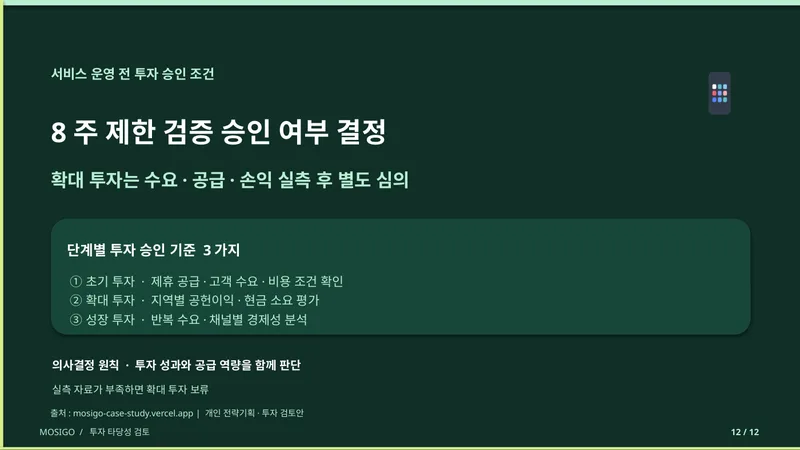 서비스 운영 전 투자 승인 조건
8 주 제한 검증 승인 여부 결정
확대 투자는 수요 · 공급 · 손익 실측 후 별도 심의
단계별 투자 승인 기준 3 가지
① 초기 투자 · 제휴 공급 · 고객 수요 · 비용 조건 확인
② 확대 투자 · 지역별 공헌이익 · 현금 소요 평가
③ 성장 투자 · 반복 수요 · 채널별 경제성 분석
의사결정 원칙 · 투자 성과와 공급 역량을 함께 판단
실측 자료가 부족하면 확대 투자 보류
출처 : mosigo-case-study.vercel.app | 개인 전략기획 · 투자 검토안
MOSIGO / 투자 타당성 검토
12 / 12